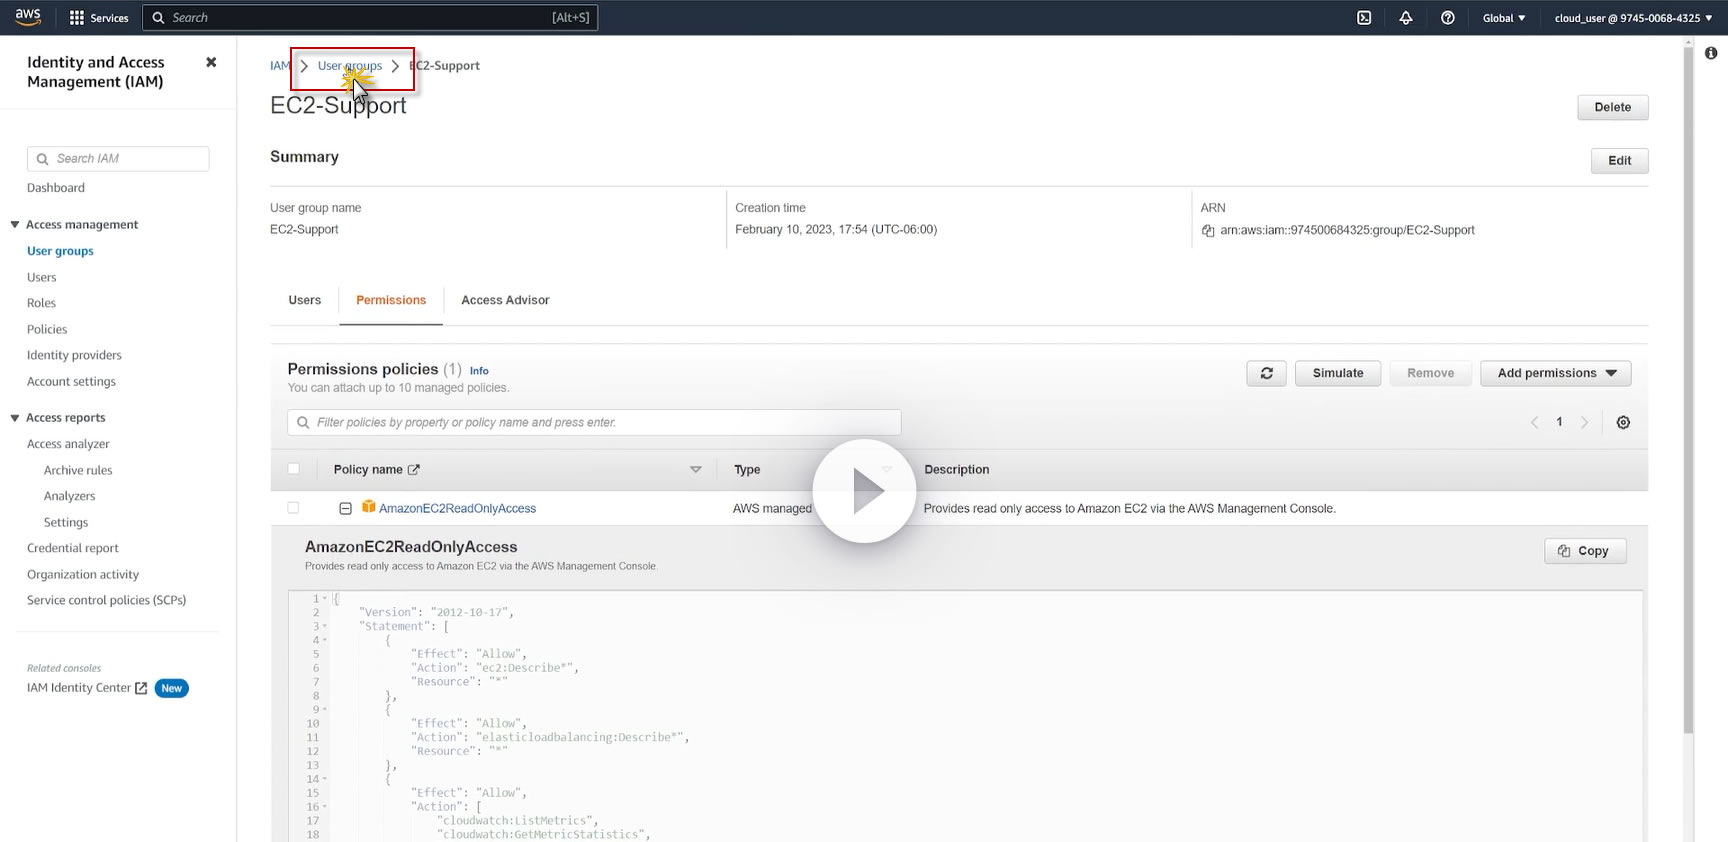 aws Services Search [Alt+S] Global cloud_user @ 9745-0068-4325
Identity and Access
Management (IAM)
Search IAM
Dashboard
Access management
User groups
Users
Roles
Policies
Identity providers
Account settings
Access reports
Access analyzer
Archive rules
Analyzers
Settings
Credential report
Organization activity
Service control policies (SCPs)
Related consoles
IAM Identity Center New
IAM > User groups > EC2-Support
EC2-Support
Delete
Summary
Edit
User group name
EC2-Support
Creation time
February 10, 2023, 17:54 (UTC-06:00)
ARN
arn:aws:iam::974500684325:group/EC2-Support
Users Permissions Access Advisor
Permissions policies (1) Info
You can attach up to 10 managed policies.
Simulate Remove Add permissions
Filter policies by property or policy name and press enter.
1
Policy name Type Description
AmazonEC2ReadOnlyAccess AWS managed Provides read only access to Amazon EC2 via the AWS Management Console.
AmazonEC2ReadOnlyAccess
Provides read only access to Amazon EC2 via the AWS Management Console.
Copy
1 {
2 "Version": "2012-10-17",
3 "Statement": [
4 {
5 "Effect": "Allow",
6 "Action": "ec2:Describe*",
7 "Resource": "*"
8 },
9 {
10 "Effect": "Allow",
11 "Action": "elasticloadbalancing:Describe*",
12 "Resource": "*"
13 },
14 {
15 "Effect": "Allow",
16 "Action": [
17 "cloudwatch:ListMetrics",
18 "cloudwatch:GetMetricStatistics",